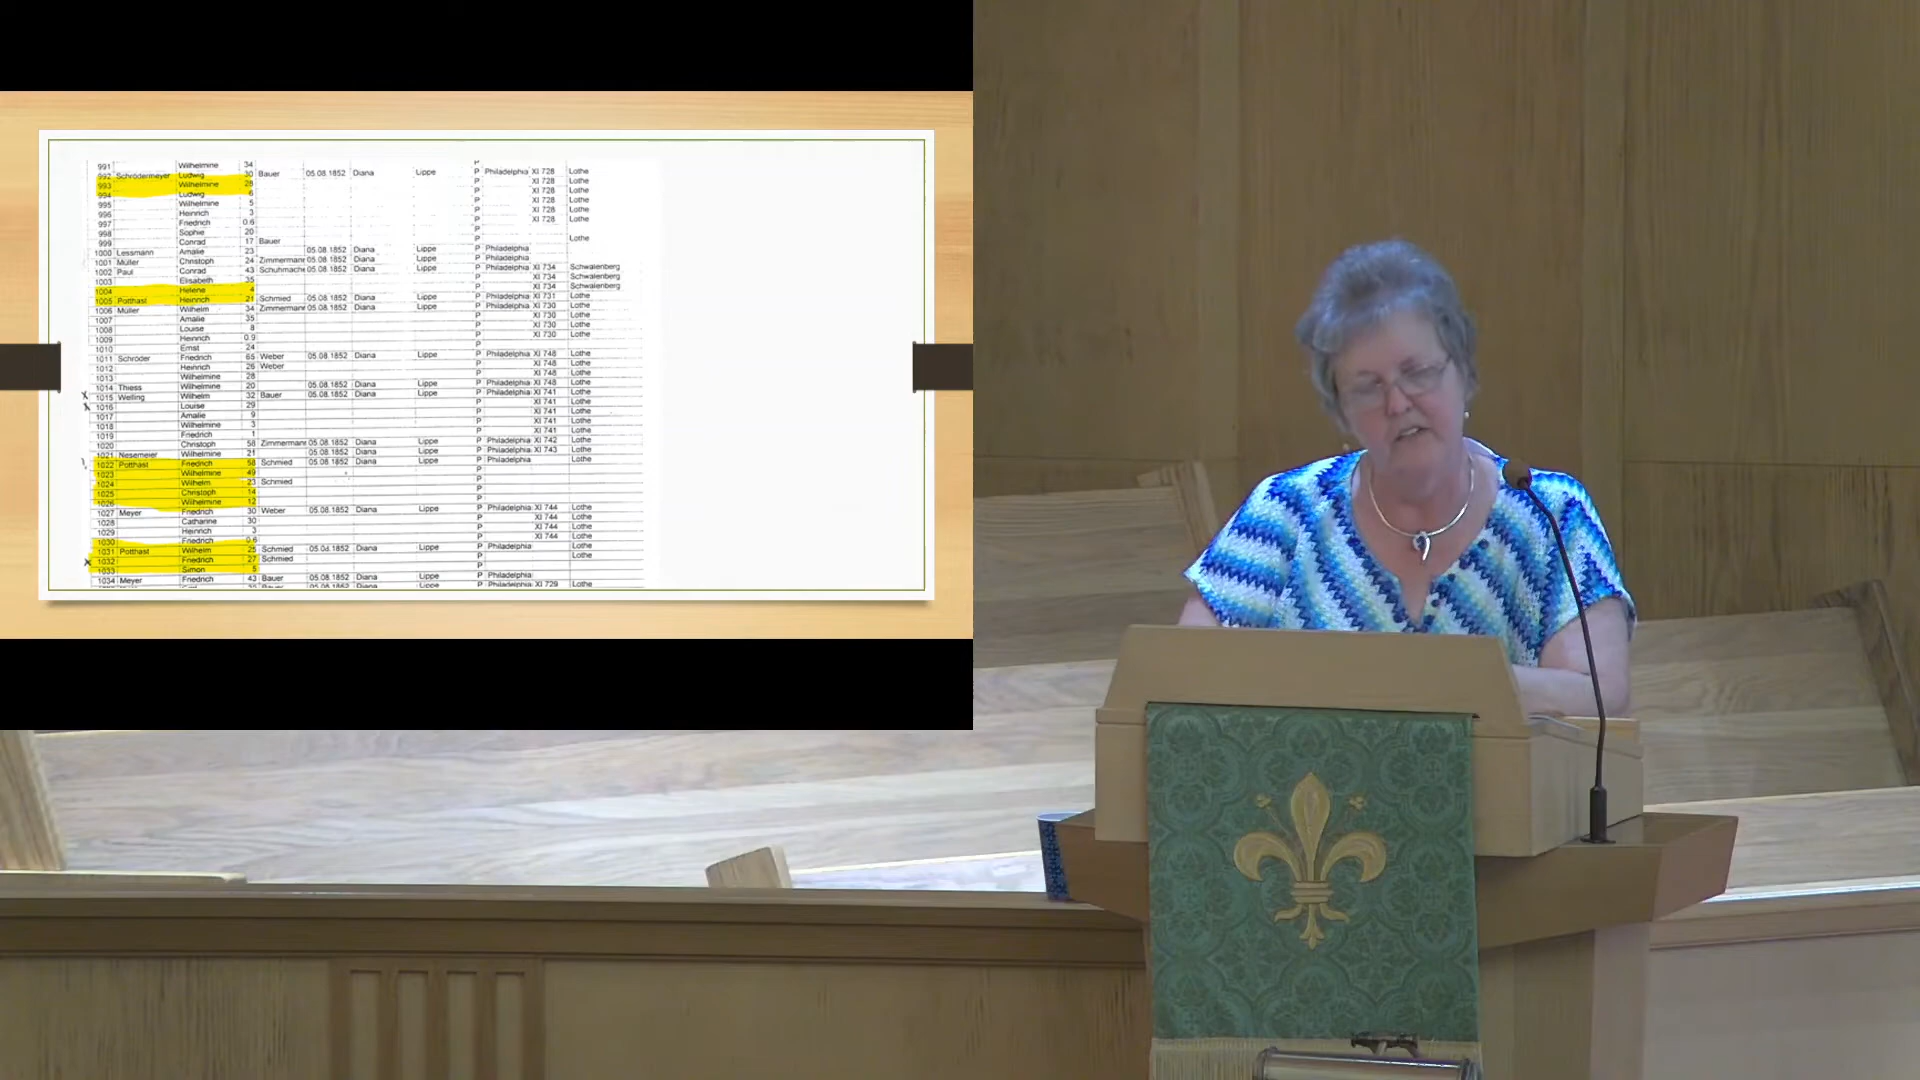 991 Wilhelmine 34 P
992 Schrödermeyer Ludwig 30 Bauer 05.08.1852 Diana Lippe P Philadelphia XI 728 Lothe
993 Wilhelmine 28 P XI 728 Lothe
994 Ludwig 6 P XI 728 Lothe
995 Wilhelmine 5 P XI 728 Lothe
996 Heinrich 3 P XI 728 Lothe
997 Friedrich 0.6 P XI 728 Lothe
998 Sophie 20 P
999 Conrad 17 Bauer P Lothe
1000 Lessmann Amalie 23 05.08.1852 Diana Lippe P Philadelphia
1001 Müller Christoph 24 Zimmermann 05.08.1852 Diana Lippe P Philadelphia
1002 Paul Conrad 43 Schuhmache 05.08.1852 Diana Lippe P Philadelphia XI 734 Schwalenberg
1003 Elisabeth 35 P XI 734 Schwalenberg
1004 Helene 4 P XI 734 Schwalenberg
1005 Potthast Heinrich 21 Schmied 05.08.1852 Diana Lippe P Philadelphia XI 731 Lothe
1006 Müller Wilhelm 34 Zimmermann 05.08.1852 Diana Lippe P Philadelphia XI 730 Lothe
1007 Amalie 35 P XI 730 Lothe
1008 Louise 8 P XI 730 Lothe
1009 Heinrich 0.9 P XI 730 Lothe
1010 Ernst 24 P
1011 Schröder Friedrich 65 Weber 05.08.1852 Diana Lippe P Philadelphia XI 748 Lothe
1012 Heinrich 26 Weber P XI 748 Lothe
1013 Wilhelmine 28 P XI 748 Lothe
1014 Thiess Wilhelmine 20 05.08.1852 Diana Lippe P Philadelphia XI 748 Lothe
x 1015 Welling Wilhelm 32 Bauer 05.08.1852 Diana Lippe P Philadelphia XI 741 Lothe
x 1016 Louise 29 P XI 741 Lothe
1017 Amalie 9 P XI 741 Lothe
1018 Wilhelmine 3 P XI 741 Lothe
1019 Friedrich 1 P XI 741 Lothe
1020 Christoph 58 Zimmermann 05.08.1852 Diana Lippe P Philadelphia XI 742 Lothe
1021 Nesemeier Wilhelmine 21 05.08.1852 Diana Lippe P Philadelphia XI 743 Lothe
1022 Potthast Friedrich 58 Schmied 05.08.1852 Diana Lippe P Philadelphia Lothe
1023 Wilhelmine 49 P
1024 Wilhelm 23 Schmied P
1025 Christoph 14 P
1026 Wilhelmine 12 P
1027 Meyer Friedrich 30 Weber 05.08.1852 Diana Lippe P Philadelphia XI 744 Lothe
1028 Catharine 30 P XI 744 Lothe
1029 Heinrich 3 P XI 744 Lothe
1030 Friedrich 0.6 P XI 744 Lothe
1031 Potthast Wilhelm 25 Schmied 05.08.1852 Diana Lippe P Philadelphia Lothe
x 1032 Friedrich 27 Schmied P Lothe
1033 Simon 5 P
1034 Meyer Friedrich 43 Bauer 05.08.1852 Diana Lippe P Philadelphia
05.08.1852 Diana Lippe P Philadelphia XI 729 Lothe